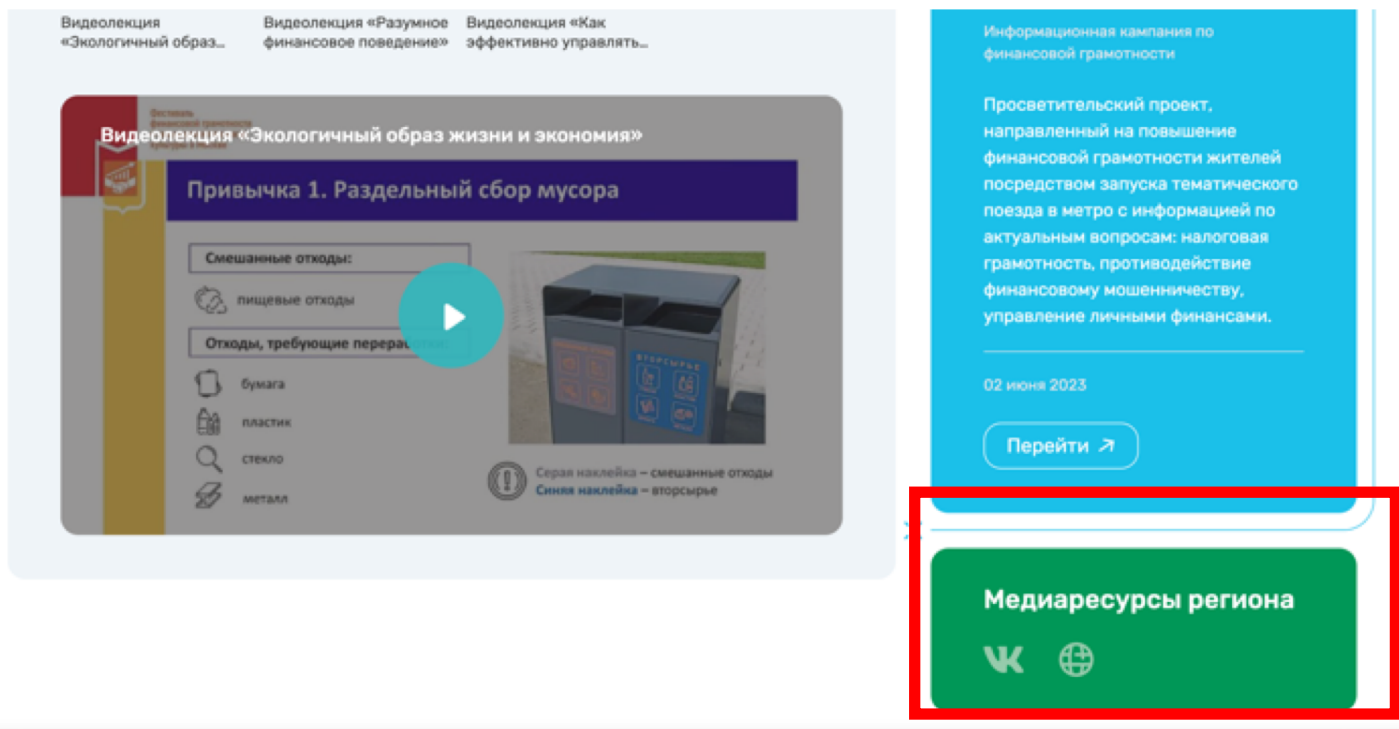 Видеолекция
«Экологичный образ...
Видеолекция «Разумное
финансовое поведение»
Видеолекция «Как
эффективно управлять...
Видеолекция «Экологичный образ жизни и экономия»
Привычка 1. Раздельный сбор мусора
Смешанные отходы:
пищевые отходы
Отходы, требующие
бумага
пластик
стекло
металл
ВТОРСЫРЬЕ
Серая наклейка – смешанные отходы
Синяя наклейка – вторсырье
Информационная кампания по
финансовой грамотности
Просветительский проект,
направленный на повышение
финансовой грамотности жителей
посредством запуска тематического
поезда в метро с информацией по
актуальным вопросам: налоговая
грамотность, противодействие
финансовому мошенничеству,
управление личными финансами.
02 июня 2023
Перейти
Медиаресурсы региона